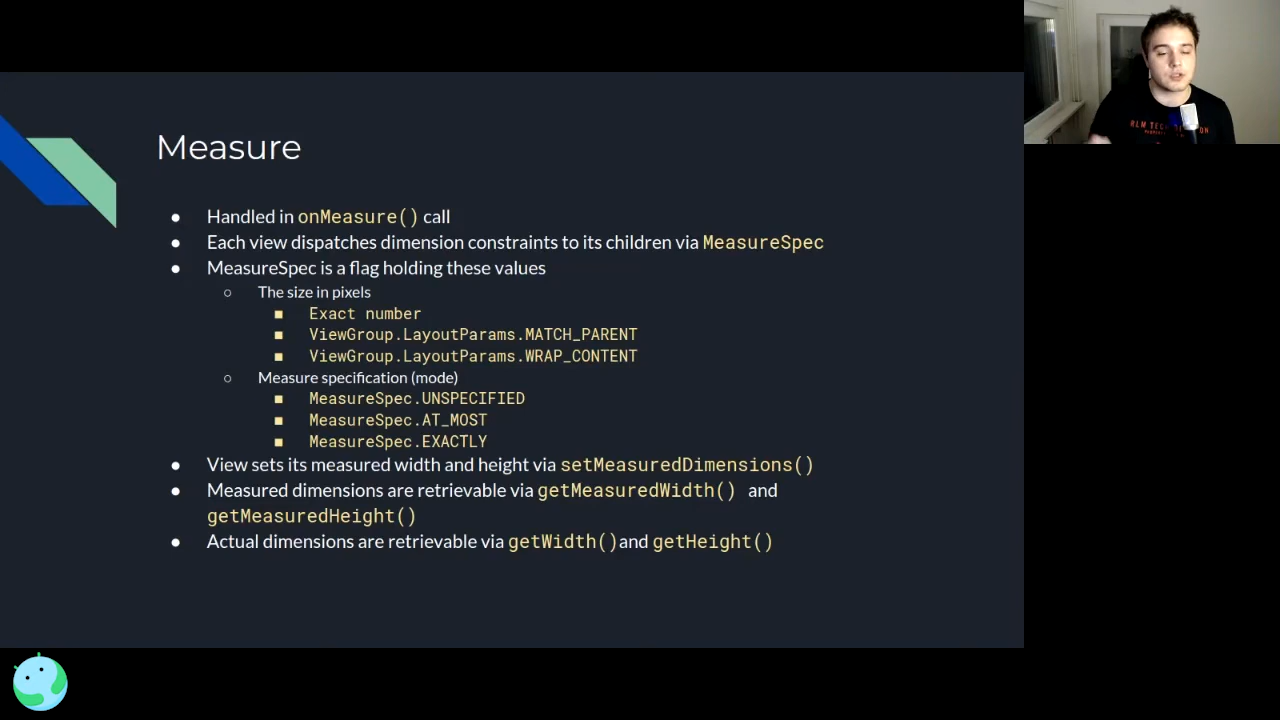 Measure
● Handled in onMeasure() call
● Each view dispatches dimension constraints to its children via MeasureSpec
● MeasureSpec is a flag holding these values
○ The size in pixels
■ Exact number
■ ViewGroup.LayoutParams.MATCH_PARENT
■ ViewGroup.LayoutParams.WRAP_CONTENT
○ Measure specification (mode)
■ MeasureSpec.UNSPECIFIED
■ MeasureSpec.AT_MOST
■ MeasureSpec.EXACTLY
● View sets its measured width and height via setMeasuredDimensions()
● Measured dimensions are retrievable via getMeasuredWidth() and
getMeasuredHeight()
● Actual dimensions are retrievable via getWidth()and getHeight()